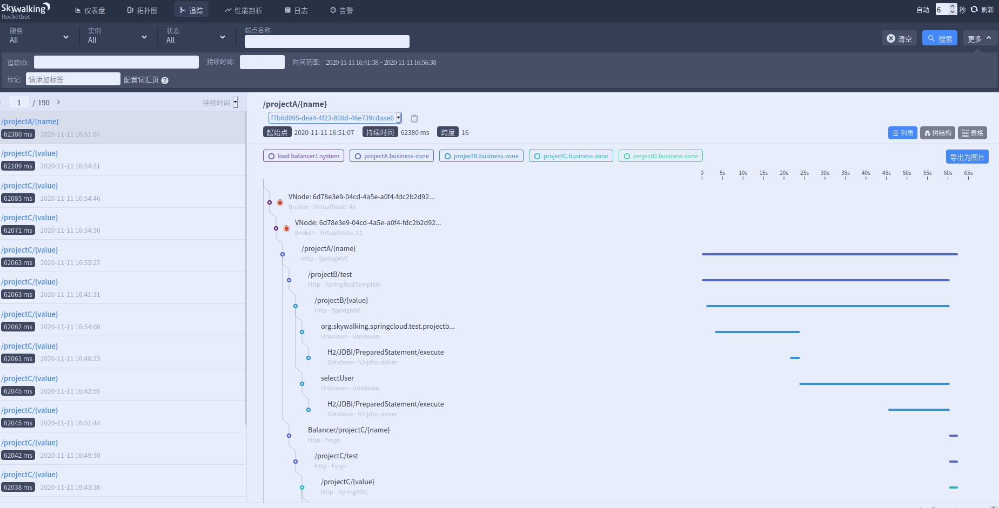 Skywalking
Rocketbot
仪表盘
拓扑图
追踪
性能剖析
日志
告警
自动 6 秒 刷新
服务
All
实例
All
状态
All
端点名称
清空
搜索
更多
追踪ID:
持续时间: -
时间范围: 2020-11-11 16:41:38 ~ 2020-11-11 16:56:38
标记: 请添加标签 配置词汇页 ?
1 / 190
持续时间
/projectA/{name}
62380 ms 2020-11-11 16:51:07
/projectC/{value}
62109 ms 2020-11-11 16:54:31
/projectC/{value}
62085 ms 2020-11-11 16:54:46
/projectC/{value}
62071 ms 2020-11-11 16:54:36
/projectC/{value}
62063 ms 2020-11-11 16:55:27
/projectC/{value}
62063 ms 2020-11-11 16:41:31
/projectC/{value}
62062 ms 2020-11-11 16:54:08
/projectC/{value}
62061 ms 2020-11-11 16:46:23
/projectC/{value}
62045 ms 2020-11-11 16:42:55
/projectC/{value}
62045 ms 2020-11-11 16:51:44
/projectC/{value}
62042 ms 2020-11-11 16:49:50
/projectC/{value}
62038 ms 2020-11-11 16:43:36
/projectA/{name}
f7b6d095-dea4-4f23-808d-46e739cdaae6
起始点 2020-11-11 16:51:07 持续时间 62380 ms 跨度 16
列表 树结构 表格
load balancer1.system
projectA.business-zone
projectB.business-zone
projectC.business-zone
projectD.business-zone
导出为图片
0 5s 10s 15s 20s 25s 30s 35s 40s 45s 50s 55s 60s 65s
VNode: 6d78e3e9-04cd-4a5e-a0f4-fdc2b2d92...
Broken - VirtualNode: #0
VNode: 6d78e3e9-04cd-4a5e-a0f4-fdc2b2d92...
Broken - VirtualNode: #1
/projectA/{name}
Http - SpringMVC
/projectB/test
Http - SpringRestTemplate
/projectB/{value}
Http - SpringMVC
org.skywalking.springcloud.test.projectb...
Unknown - Unknown
H2/JDBI/PreparedStatement/execute
Database - h2-jdbc-driver
selectUser
Unknown - Unknown
H2/JDBI/PreparedStatement/execute
Database - h2-jdbc-driver
Balancer/projectC/{name}
Http - Feign
/projectC/test
Http - Feign
/projectC/{value}
Http - SpringMVC